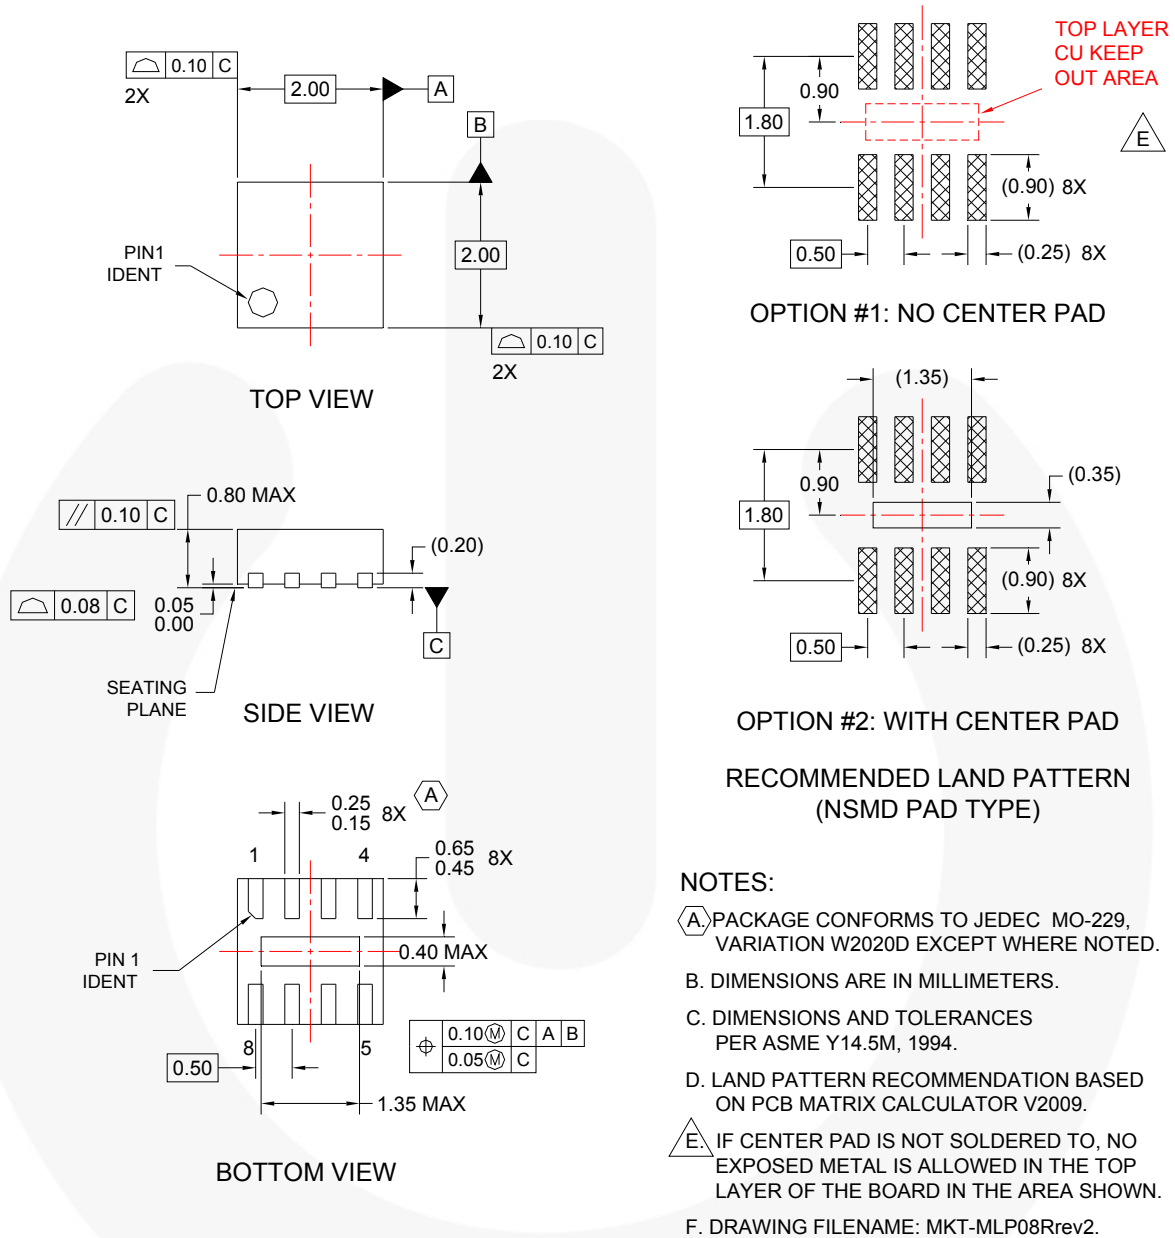 0.10 C
2X
2.00
A
B
2.00
PIN1
IDENT
0.10 C
2X
TOP VIEW
0.80 MAX
// 0.10 C
(0.20)
0.08 C
0.05
0.00
C
SEATING
PLANE
SIDE VIEW
0.25
0.15
8X
A
1
4
0.65
0.45
8X
PIN 1
IDENT
0.40 MAX
8
5
0.50
0.10 M C A B
0.05 M C
1.35 MAX
BOTTOM VIEW
TOP LAYER
CU KEEP
OUT AREA
0.90
1.80
E
(0.90) 8X
0.50
(0.25) 8X
OPTION #1: NO CENTER PAD
(1.35)
0.90
(0.35)
1.80
(0.90) 8X
0.50
(0.25) 8X
OPTION #2: WITH CENTER PAD
RECOMMENDED LAND PATTERN
(NSMD PAD TYPE)
NOTES:
A. PACKAGE CONFORMS TO JEDEC MO-229,
VARIATION W2020D EXCEPT WHERE NOTED.
B. DIMENSIONS ARE IN MILLIMETERS.
C. DIMENSIONS AND TOLERANCES
PER ASME Y14.5M, 1994.
D. LAND PATTERN RECOMMENDATION BASED
ON PCB MATRIX CALCULATOR V2009.
E. IF CENTER PAD IS NOT SOLDERED TO, NO
EXPOSED METAL IS ALLOWED IN THE TOP
LAYER OF THE BOARD IN THE AREA SHOWN.
F. DRAWING FILENAME: MKT-MLP08Rrev2.